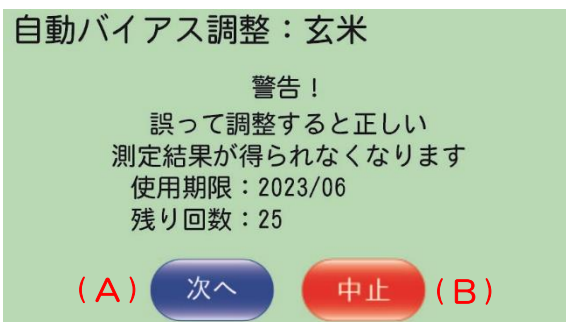 自動バイアス調整：玄米
警告！
誤って調整すると正しい
測定結果が得られなくなります
使用期限：2023/06
残り回数：25
(A) 次へ 中止 (B)